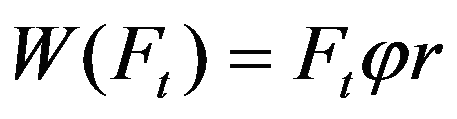 W(F_t) = F_tφr